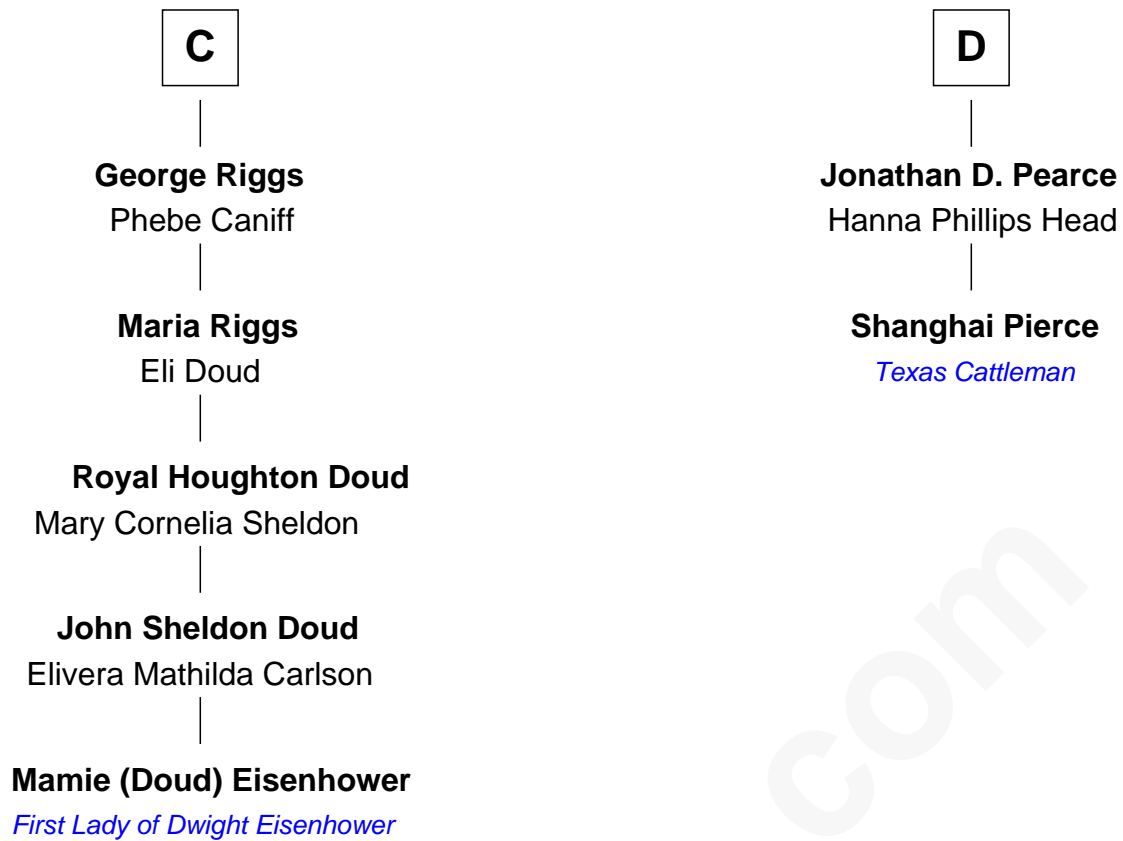 C
George Riggs
Phebe Caniff
Maria Riggs
Eli Doud
Royal Houghton Doud
Mary Cornelia Sheldon
John Sheldon Doud
Elivera Mathilda Carlson
Mamie (Doud) Eisenhower
First Lady of Dwight Eisenhower
D
Jonathan D. Pearce
Hanna Phillips Head
Shanghai Pierce
Texas Cattleman
com